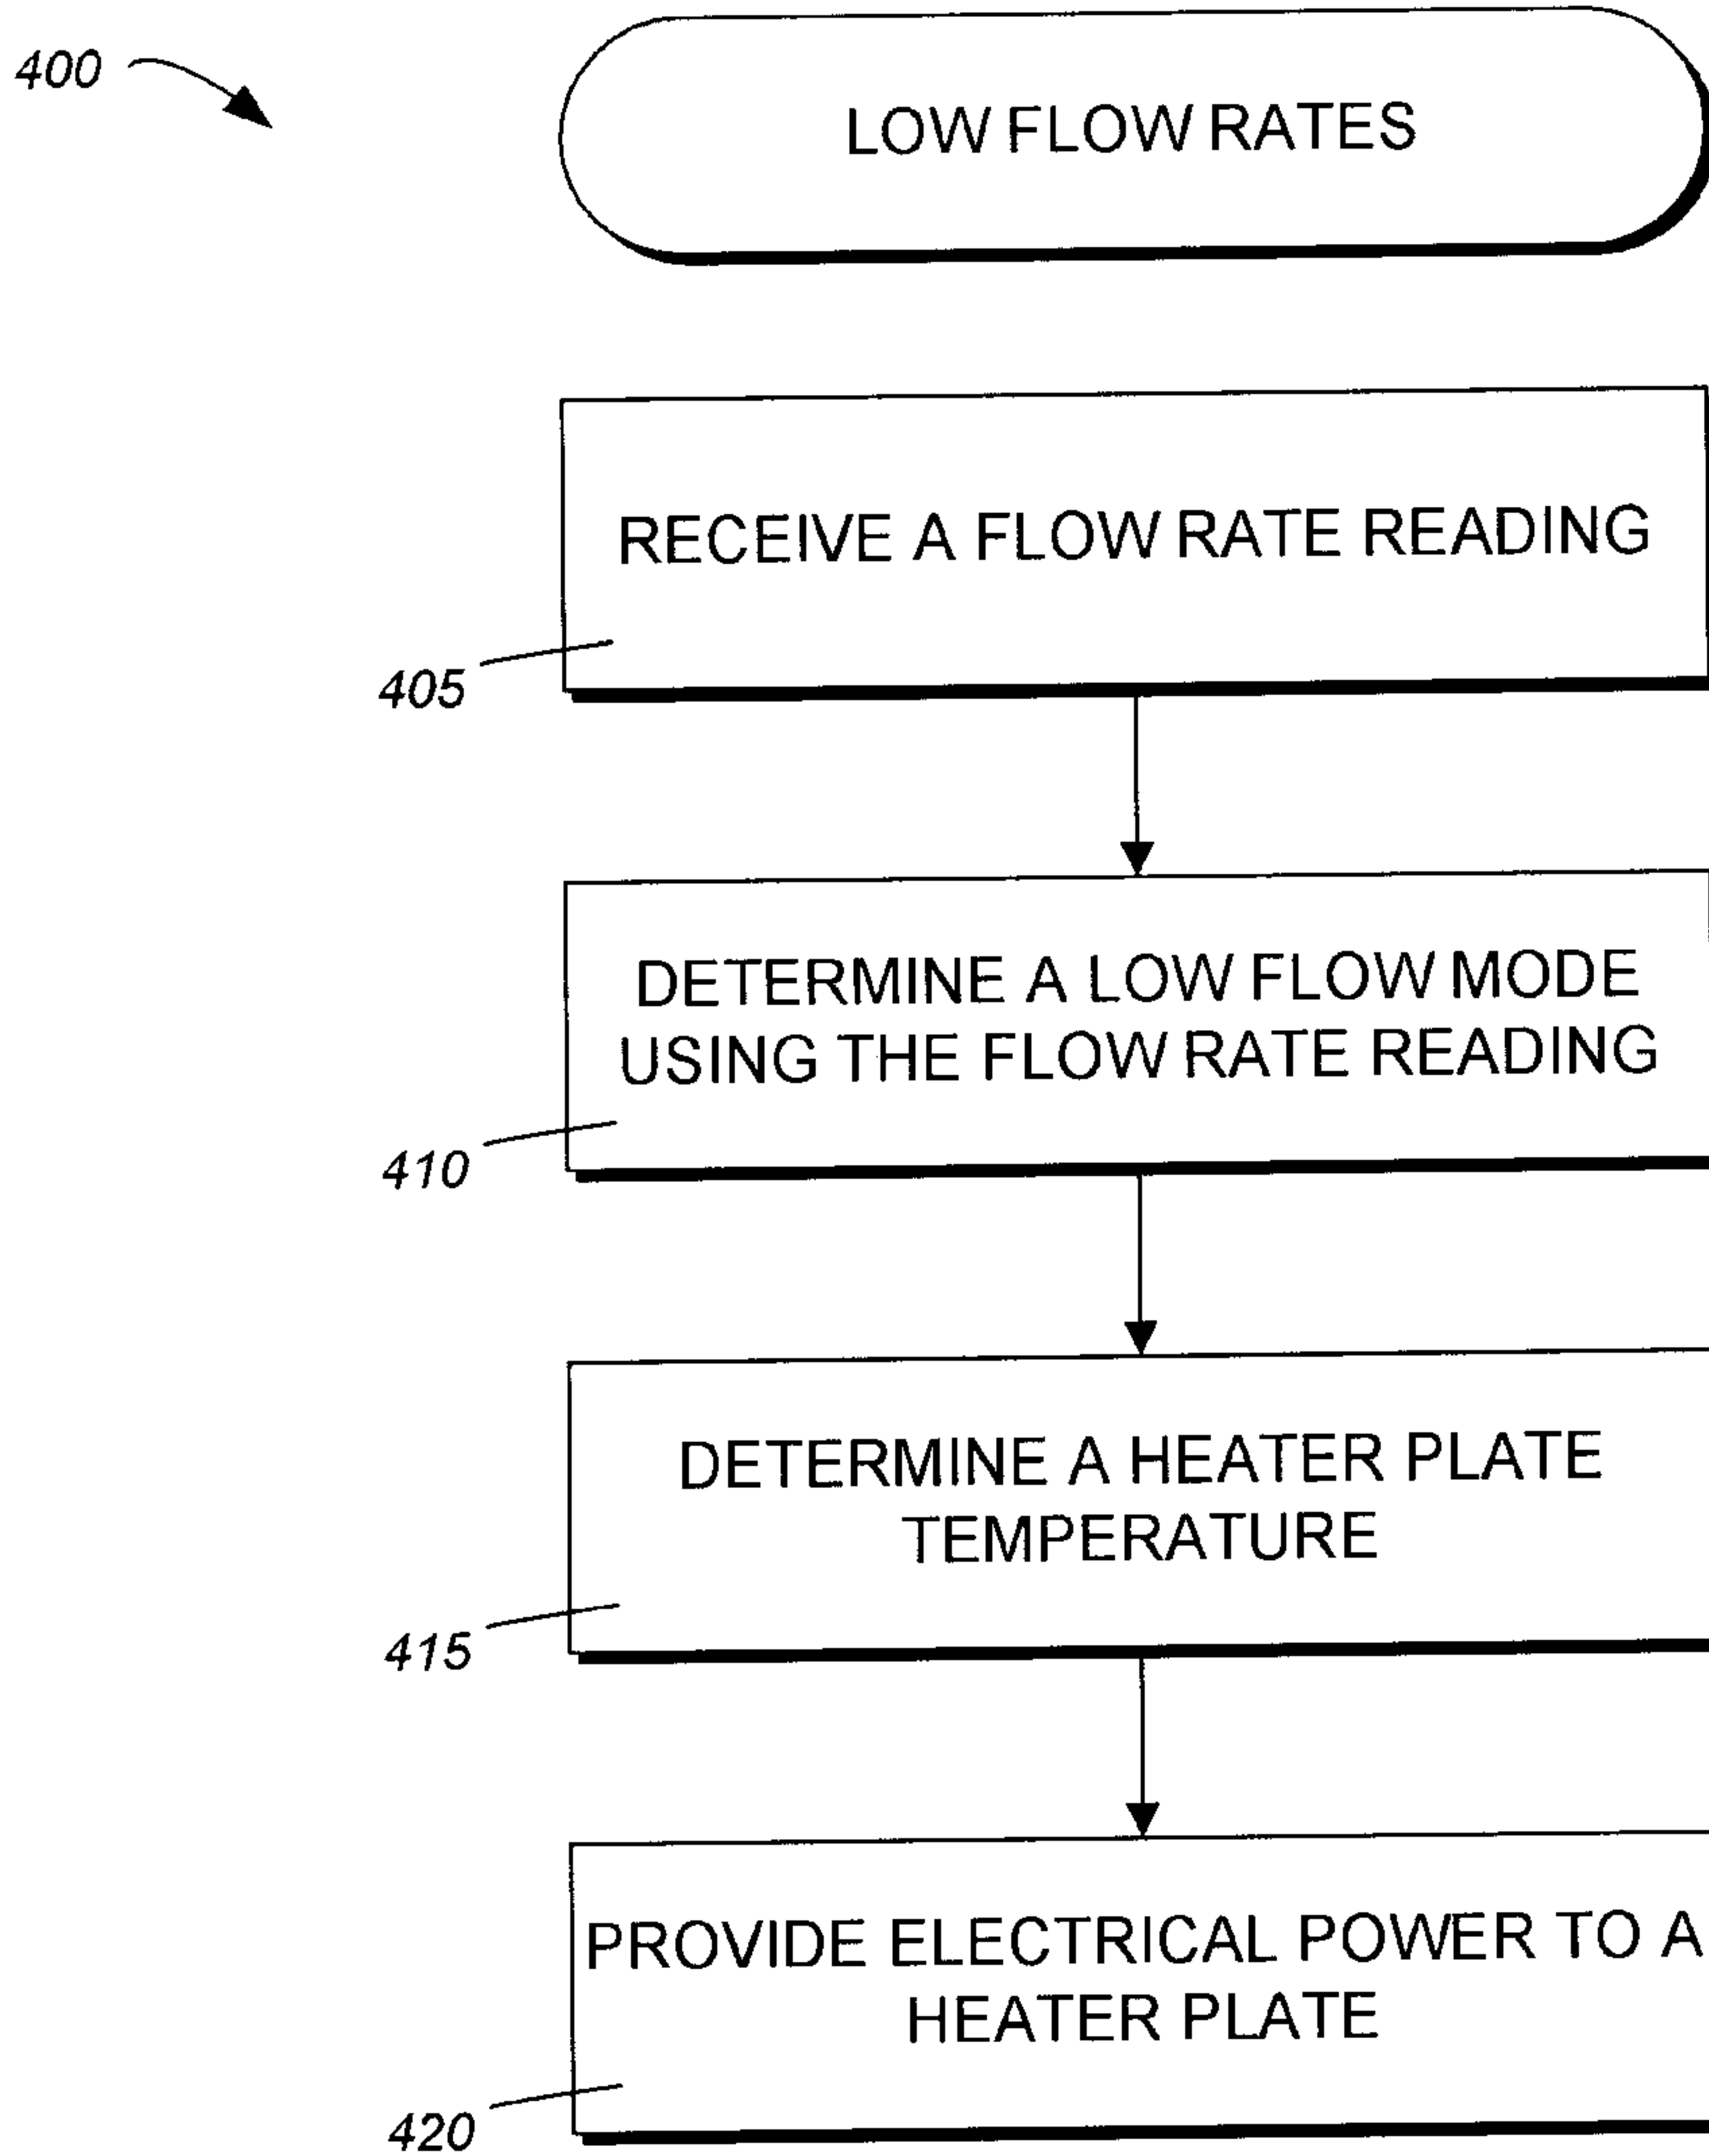 400
LOW FLOW RATES
RECEIVE A FLOW RATE READING
405
DETERMINE A LOW FLOW MODE
USING THE FLOW RATE READING
410
DETERMINE A HEATER PLATE
TEMPERATURE
415
PROVIDE ELECTRICAL POWER TO A
HEATER PLATE
420